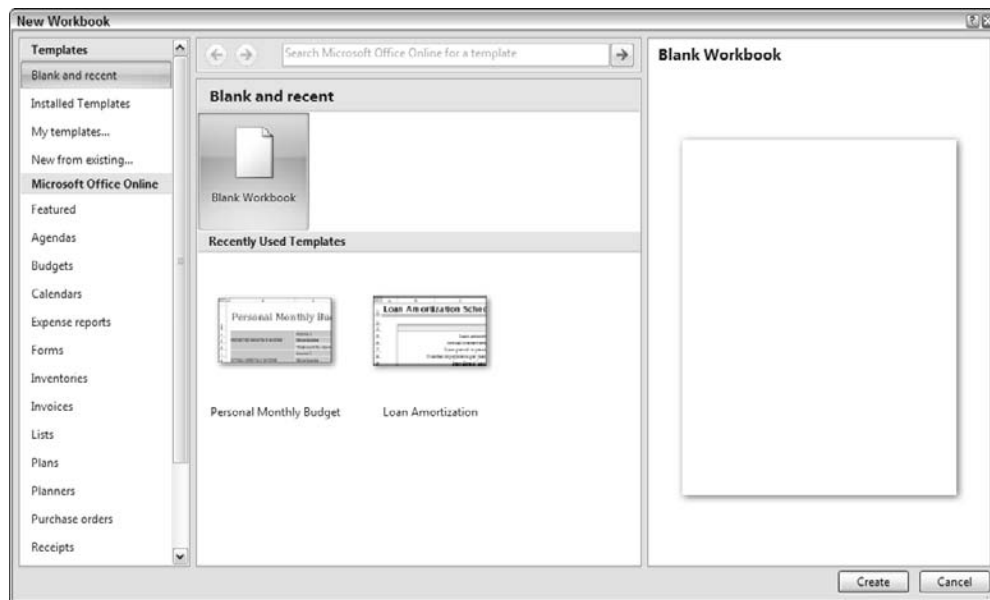 New Workbook
Templates
Blank and recent
Installed Templates
My templates...
New from existing...
Microsoft Office Online
Featured
Agendas
Budgets
Calendars
Expense reports
Forms
Inventories
Invoices
Lists
Plans
Planners
Purchase orders
Receipts
Search Microsoft Office Online for a template
Blank and recent
Blank Workbook
Recently Used Templates
Personal Monthly Bu
Loan Amortization Sched
Personal Monthly Budget
Loan Amortization
Blank Workbook
Create
Cancel